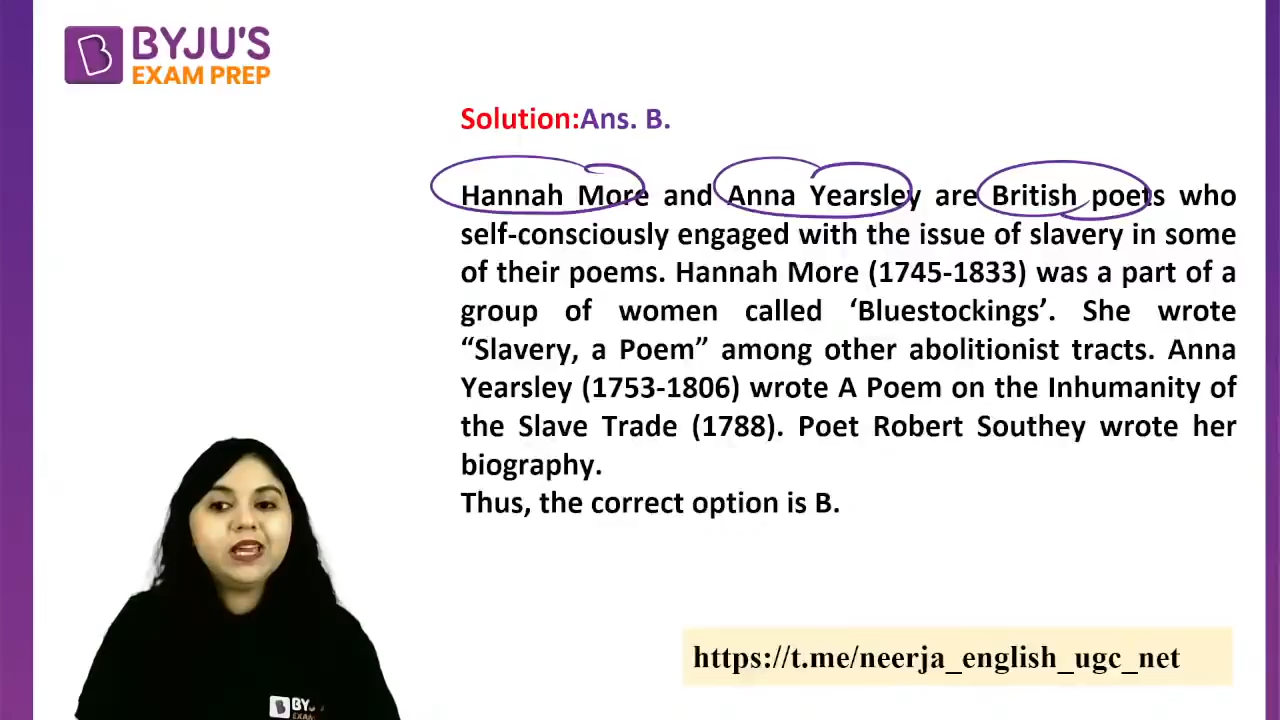 BYJU'S
EXAM PREP
Solution:Ans. B.
Hannah More and Anna Yearsley are British poets who
self-consciously engaged with the issue of slavery in some
of their poems. Hannah More (1745-1833) was a part of a
group of women called ‘Bluestockings’. She wrote
“Slavery, a Poem” among other abolitionist tracts. Anna
Yearsley (1753-1806) wrote A Poem on the Inhumanity of
the Slave Trade (1788). Poet Robert Southey wrote her
biography.
Thus, the correct option is B.
https://t.me/neerja_english_ugc_net